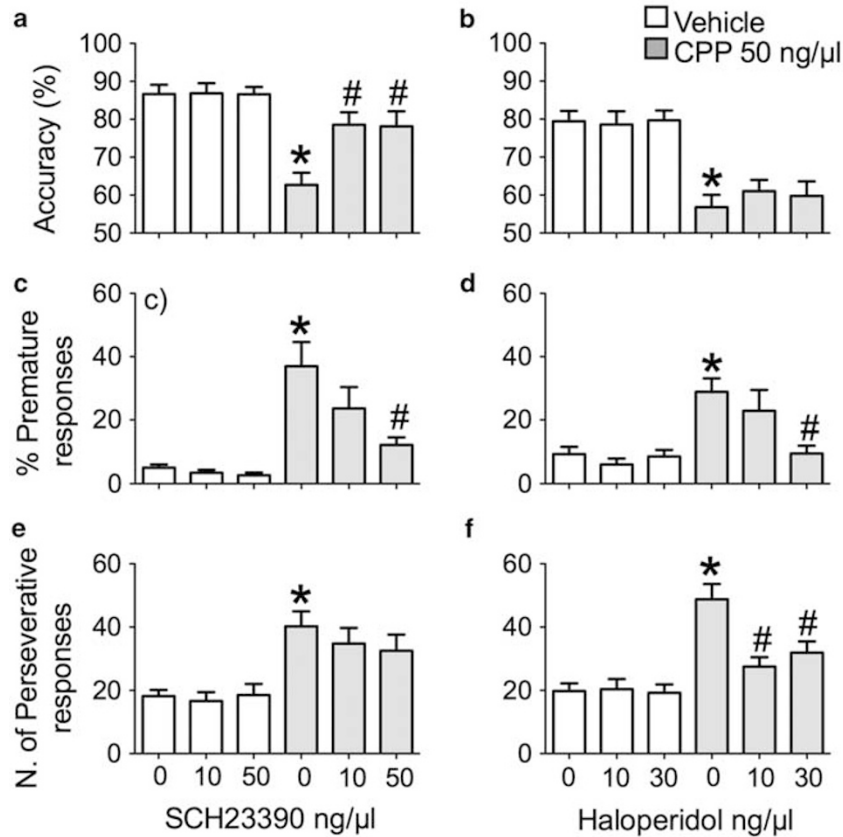 a
b
Vehicle
CPP 50 ng/µl
Accuracy (%)
100
90
80
70
60
50
*
#
#
100
90
80
70
60
50
*
c
d
% Premature
responses
60
40
20
0
c)
*
#
60
40
20
0
*
#
e
f
N. of Perseverative
responses
60
40
20
0
*
60
40
20
0
*
#
#
0 10 50 0 10 50
SCH23390 ng/µl
0 10 30 0 10 30
Haloperidol ng/µl